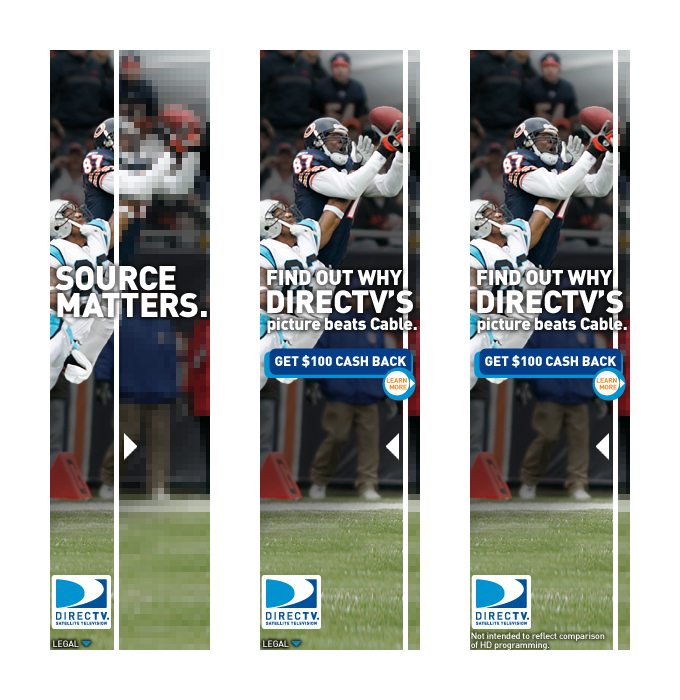 87
SOURCE
MATTERS.
DIRECTV.
SATELLITE TELEVISION
LEGAL
87
FIND OUT WHY
DIRECTV'S
picture beats Cable.
GET $100 CASH BACK
LEARN
MORE
DIRECTV.
SATELLITE TELEVISION
LEGAL
87
FIND OUT WHY
DIRECTV'S
picture beats Cable.
GET $100 CASH BACK
LEARN
MORE
DIRECTV.
SATELLITE TELEVISION
Not intended to reflect comparison
of HD programming.